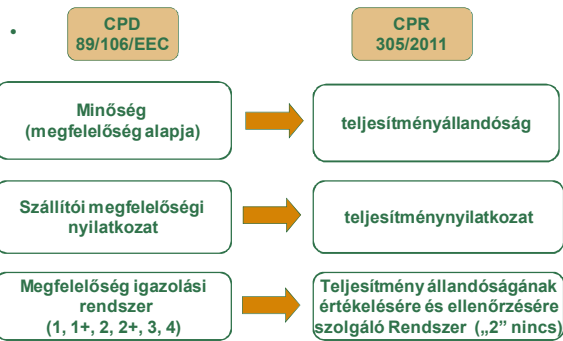 • CPD
89/106/EEC
CPR
305/2011
Minőség
(megfelelőség alapja)
teljesítményállandóság
Szállítói megfelelőségi
nyilatkozat
teljesítménynyilatkozat
Megfelelőség igazolási
rendszer
(1, 1+, 2, 2+, 3, 4)
Teljesítmény állandóságának
értékelésére és ellenőrzésére
szolgáló Rendszer („2” nincs)